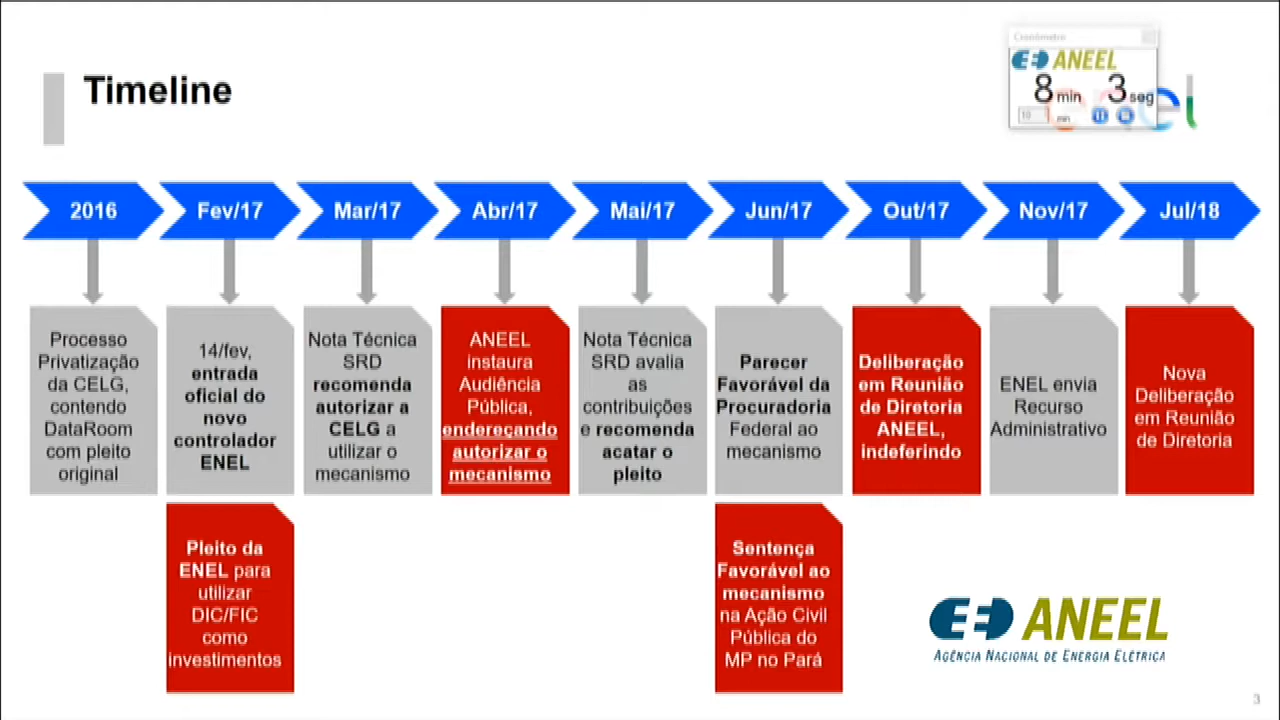 Timeline
Cronômetro
ANEEL
8 min 3 seg
10 mn
enel
2016
Fev/17
Mar/17
Abr/17
Mai/17
Jun/17
Out/17
Nov/17
Jul/18
Processo
Privatização
da CELG,
contendo
DataRoom
com pleito
original
14/fev,
entrada
oficial do
novo
controlador
ENEL
Nota Técnica
SRD
recomenda
autorizar a
CELG a
utilizar o
mecanismo
ANEEL
instaura
Audiência
Pública,
endereçando
autorizar o
mecanismo
Nota Técnica
SRD avalia
as
contribuições
e recomenda
acatar o
pleito
Parecer
Favorável da
Procuradoria
Federal ao
mecanismo
Deliberação
em Reunião
de Diretoria
ANEEL,
indeferindo
ENEL envia
Recurso
Administrativo
Nova
Deliberação
em Reunião
de Diretoria
Pleito da
ENEL para
utilizar
DIC/FIC
como
investimentos
Sentença
Favorável ao
mecanismo
na Ação Civil
Pública do
MP no Pará
ANEEL
AGÊNCIA NACIONAL DE ENERGIA ELÉTRICA
3